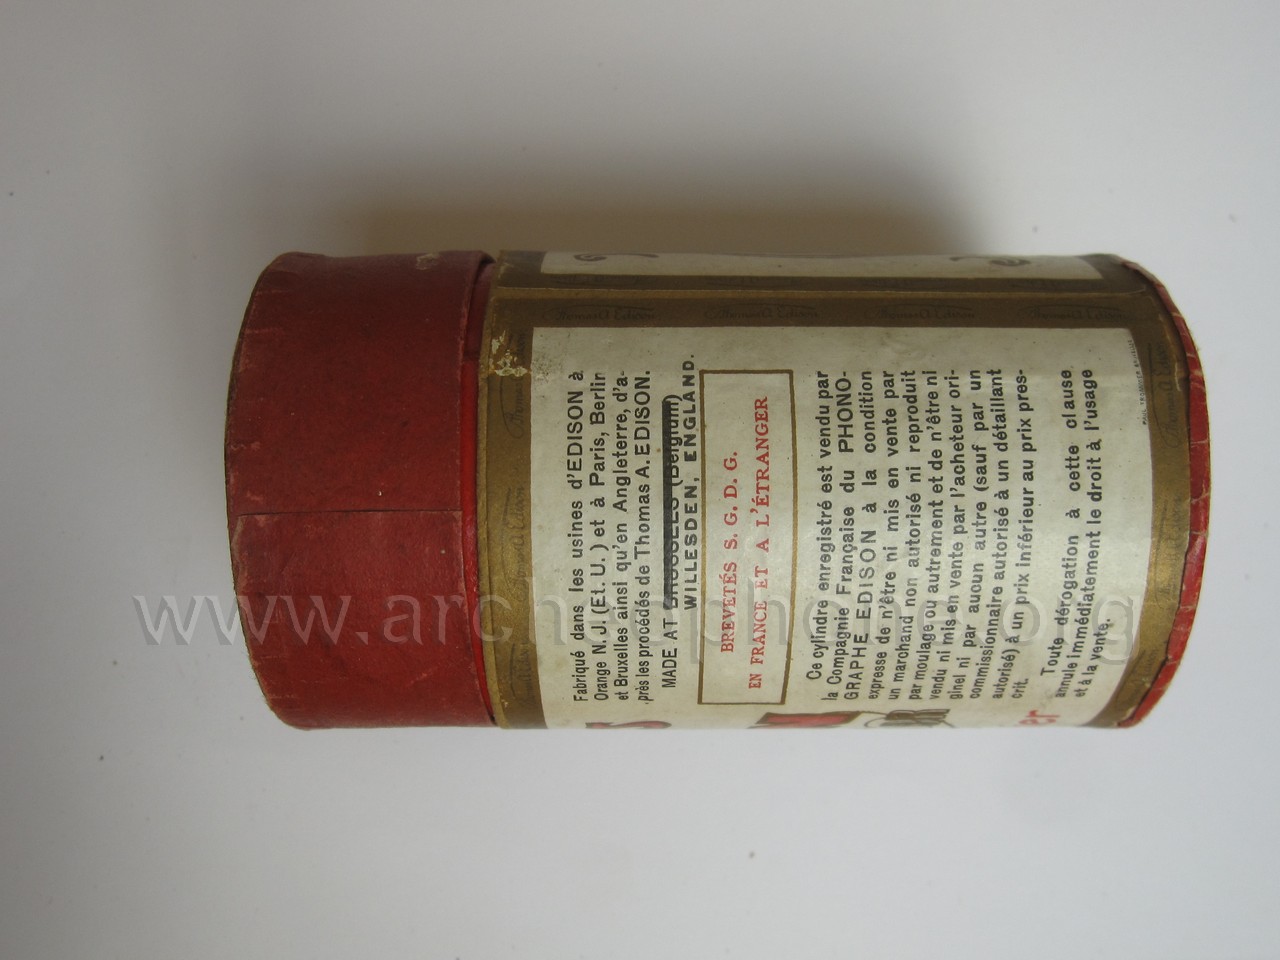 Fabriqué dans les usines d'EDISON à
Orange N. J. (Et. U.) et à Paris, Berlin
et Bruxelles ainsi qu'en Angleterre, d'a-
près les procédés de Thomas A. EDISON.
MADE AT BRUSSELS (Belgium)
WILLESDEN, ENGLAND.
BREVETÉS S. G. D. G.
EN FRANCE ET A L'ÉTRANGER
Ce cylindre enregistré est vendu par
la Compagnie Française du PHONO-
GRAPHE EDISON à la condition
expresse de n'être ni mis en vente par
un marchand non autorisé ni reproduit
par moulage ou autrement et de n'être ni
vendu ni mis en vente par l'acheteur ori-
ginel ni par aucun autre (sauf par un
commissionnaire autorisé à un détaillant
autorisé) à un prix inférieur au prix pres-
crit.
Toute dérogation à cette clause
annule immédiatement le droit à l'usage
et à la vente.
Thomas A Edison